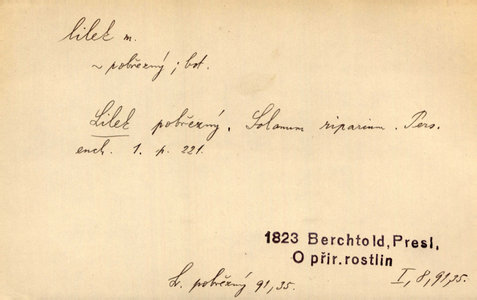 lilek m.
~ pobřežný; bot.
Lilek pobřežný. Solanum riparium. Pers.
ench. 1. p. 221.
1823 Berchtold, Presl,
O přir. rostlin
L. pobřežný 91,35.
I, 8, 91,35.